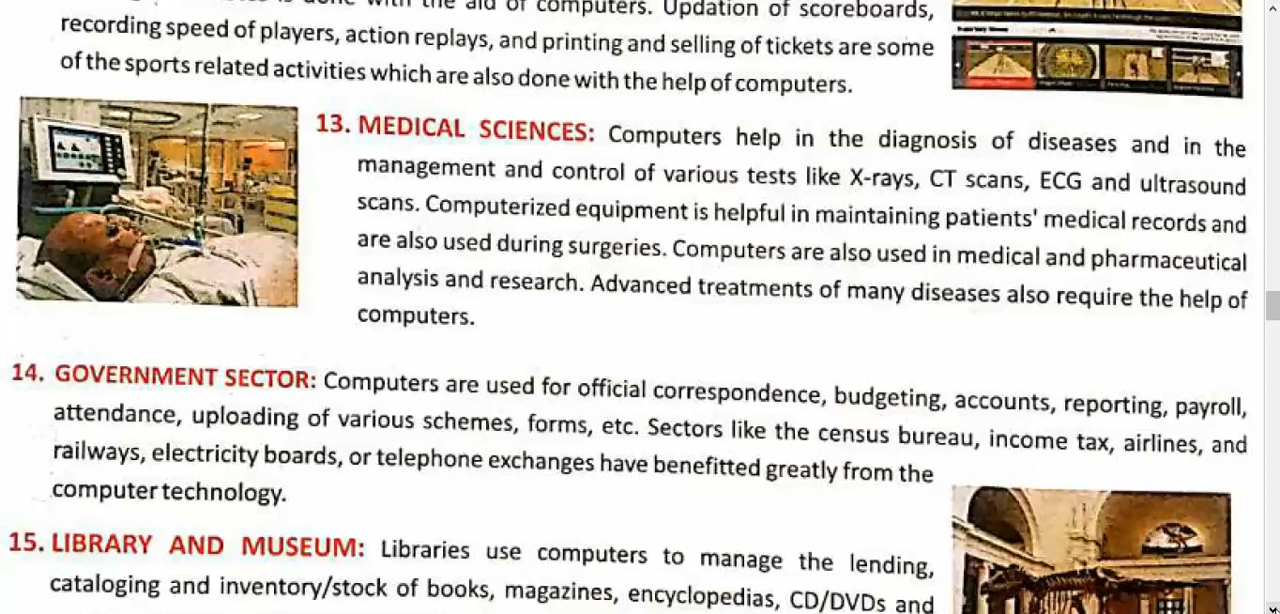 with the aid of computers. Updation of scoreboards,
recording speed of players, action replays, and printing and selling of tickets are some
of the sports related activities which are also done with the help of computers.
13. MEDICAL SCIENCES: Computers help in the diagnosis of diseases and in the
management and control of various tests like X-rays, CT scans, ECG and ultrasound
scans. Computerized equipment is helpful in maintaining patients' medical records and
are also used during surgeries. Computers are also used in medical and pharmaceutical
analysis and research. Advanced treatments of many diseases also require the help of
computers.
14. GOVERNMENT SECTOR: Computers are used for official correspondence, budgeting, accounts, reporting, payroll,
attendance, uploading of various schemes, forms, etc. Sectors like the census bureau, income tax, airlines, and
railways, electricity boards, or telephone exchanges have benefitted greatly from the
computer technology.
15. LIBRARY AND MUSEUM: Libraries use computers to manage the lending,
cataloging and inventory/stock of books, magazines, encyclopedias, CD/DVDs and